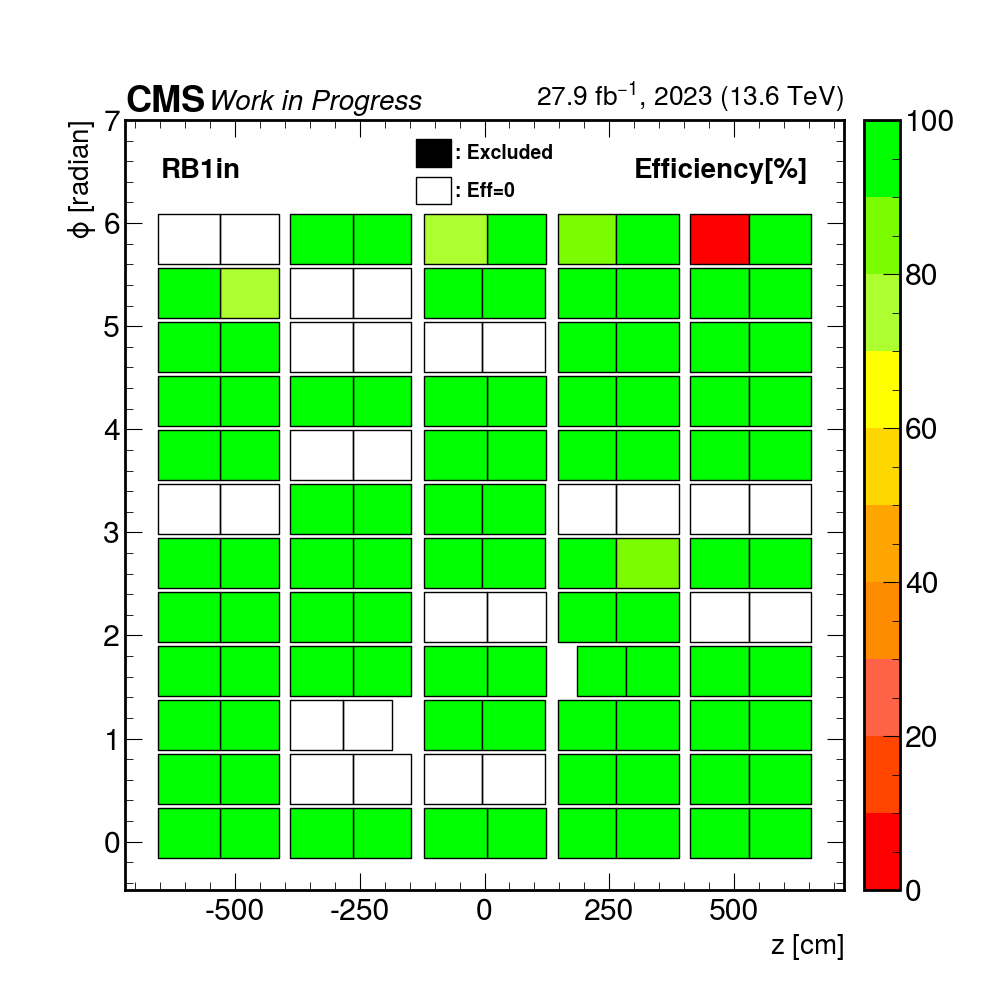 CMS Work in Progress 27.9 fb⁻¹, 2023 (13.6 TeV)
RB1in : Excluded Efficiency[%]
: Eff=0
ϕ [radian]
7
6
5
4
3
2
1
0
-500 -250 0 250 500
z [cm]
100
80
60
40
20
0